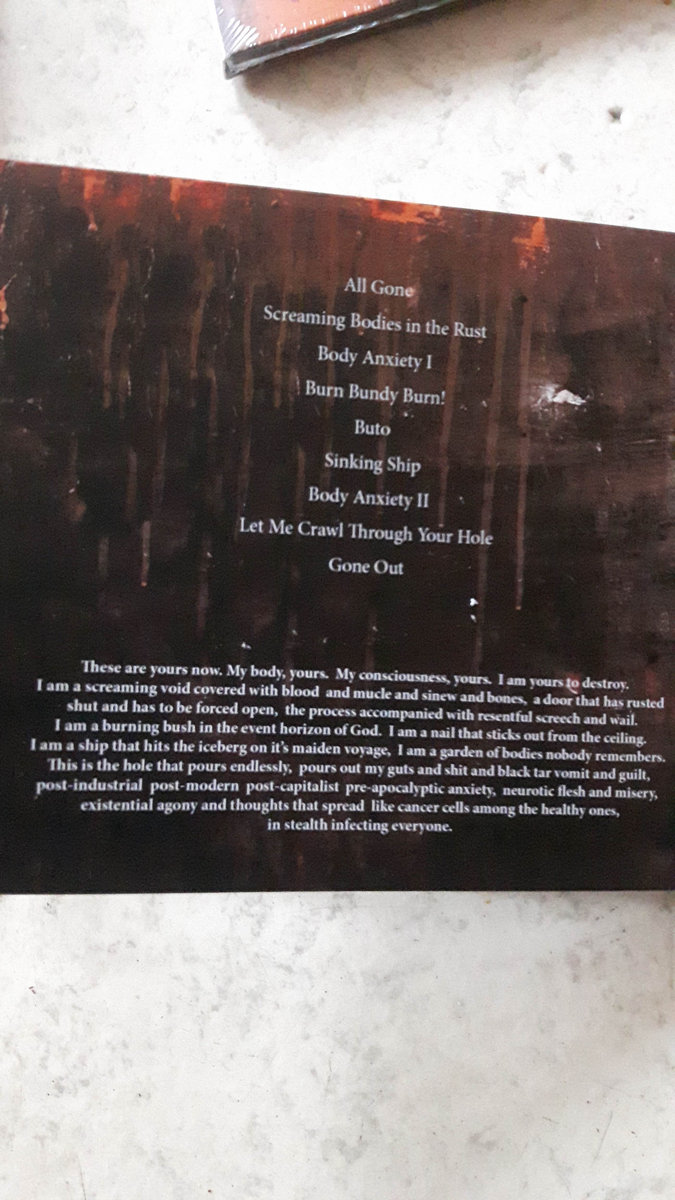 All Gone
Screaming Bodies in the Rust
Body Anxiety I
Burn Bundy Burn!
Buto
Sinking Ship
Body Anxiety II
Let Me Crawl Through Your Hole
Gone Out
These are yours now. My body, yours. My consciousness, yours. I am yours to destroy.
I am a screaming void covered with blood and mucle and sinew and bones, a door that has rusted
shut and has to be forced open, the process accompanied with resentful screech and wail.
I am a burning bush in the event horizon of God. I am a nail that sticks out from the ceiling.
I am a ship that hits the iceberg on it's maiden voyage, I am a garden of bodies nobody remembers.
This is the hole that pours endlessly, pours out my guts and shit and black tar vomit and guilt,
post-industrial post-modern post-capitalist pre-apocalyptic anxiety, neurotic flesh and misery,
existential agony and thoughts that spread like cancer cells among the healthy ones,
in stealth infecting everyone.